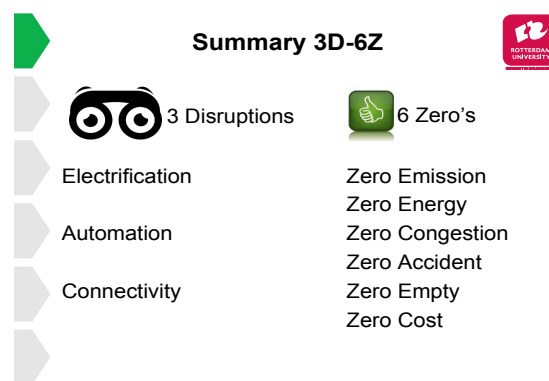 Summary 3D-6Z
ROTTERDAM
UNIVERSITY
3 Disruptions
6 Zero's
Electrification
Automation
Connectivity
Zero Emission
Zero Energy
Zero Congestion
Zero Accident
Zero Empty
Zero Cost